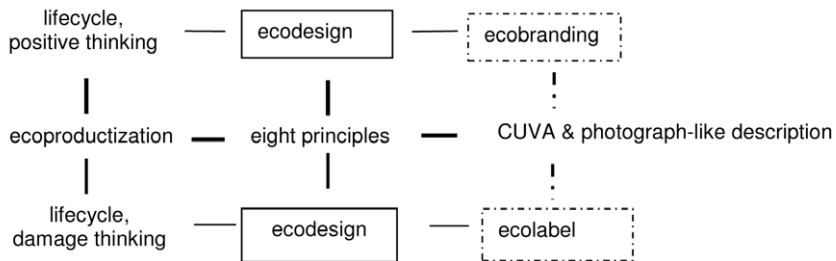 lifecycle,
positive thinking
ecodesign
ecobranding
ecoproductization
eight principles
CUVA & photograph-like description
lifecycle,
damage thinking
ecodesign
ecolabel